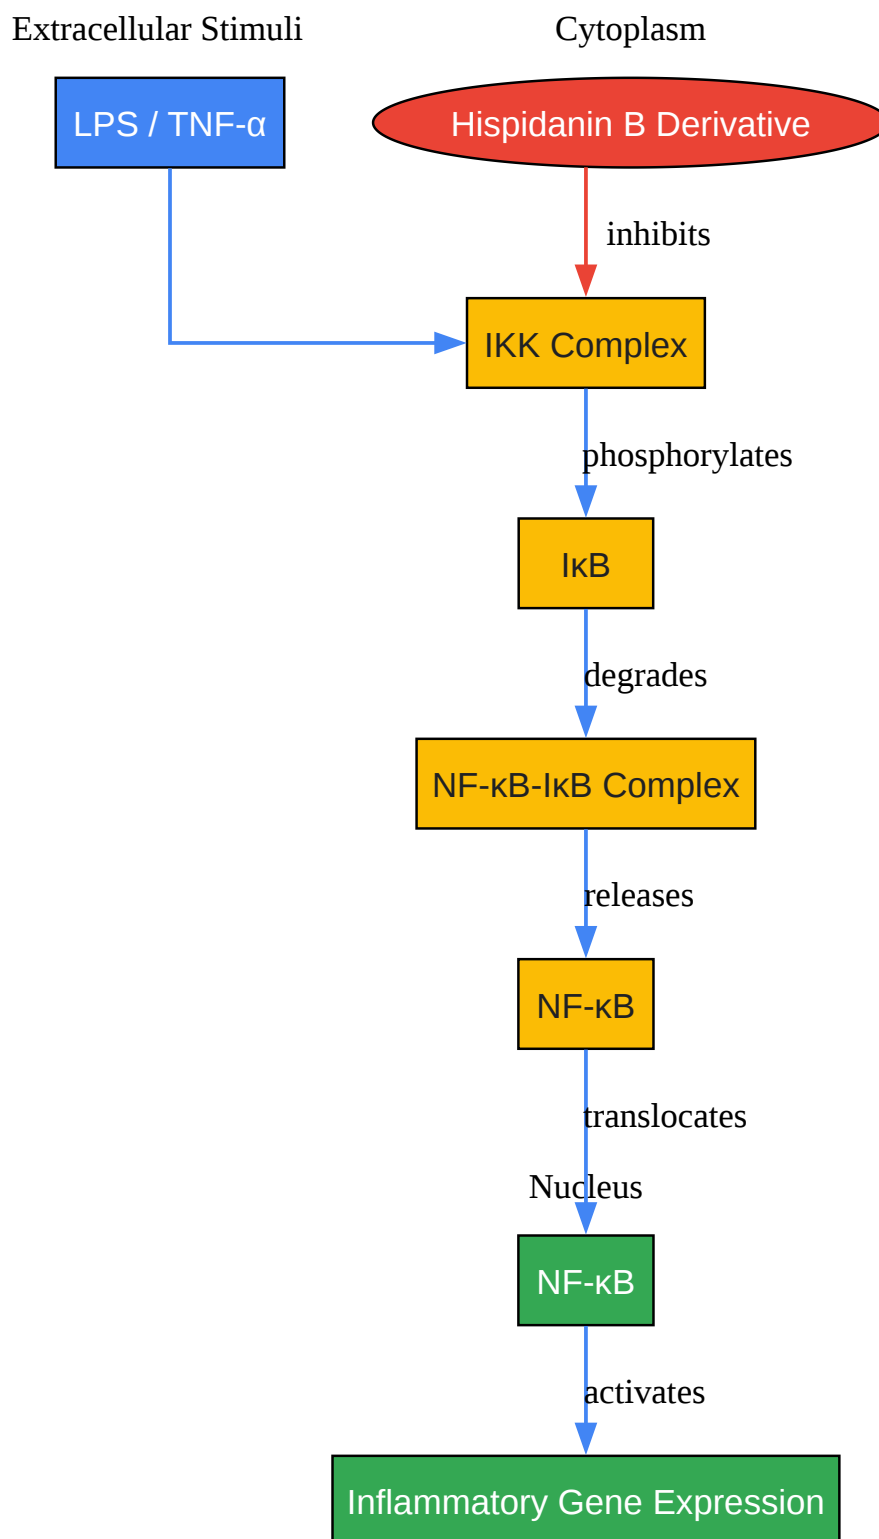 Extracellular Stimuli
Cytoplasm
LPS / TNF-α
Hispidanin B Derivative
inhibits
IKK Complex
phosphorylates
IκB
degrades
NF-κB-IκB Complex
releases
NF-κB
translocates
Nucleus
NF-κB
activates
Inflammatory Gene Expression